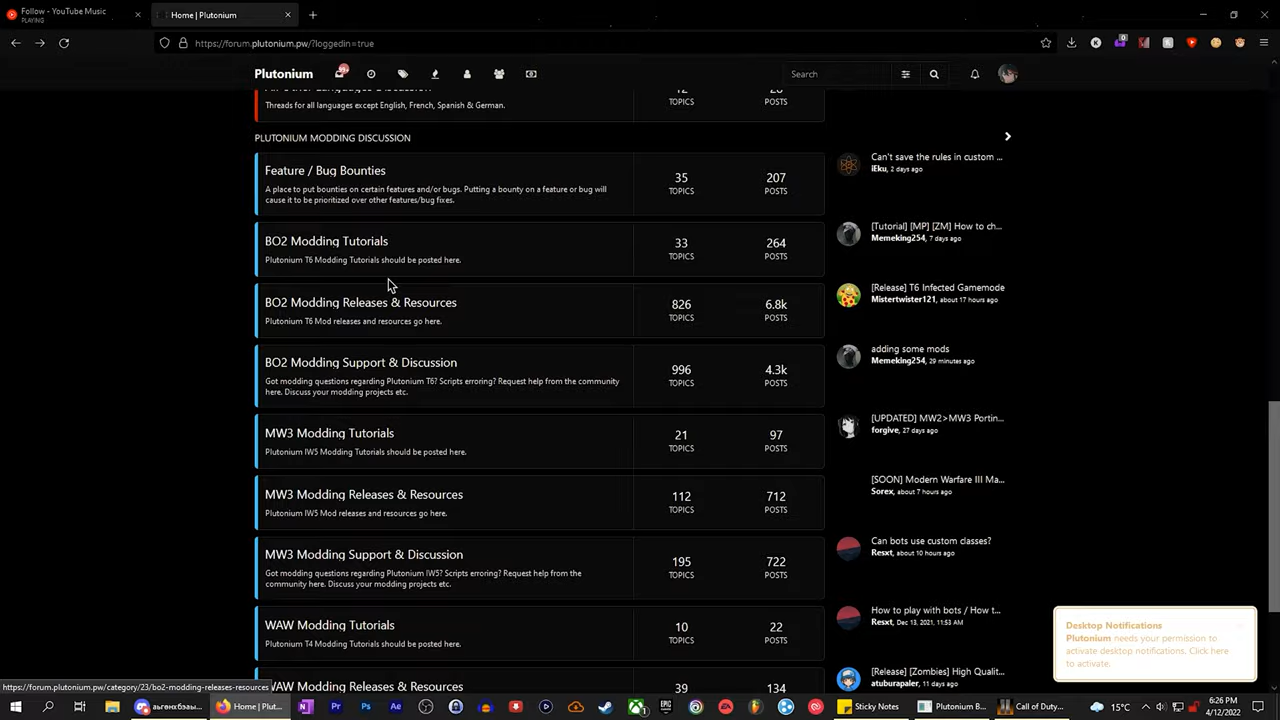 Follow - YouTube Music
PLAYING
Home | Plutonium
https://forum.plutonium.pw/?loggedin=true
0
Plutonium
99+
Search
Threads for all languages except English, French, Spanish & German.
TOPICS
POSTS
PLUTONIUM MODDING DISCUSSION
Feature / Bug Bounties
A place to put bounties on certain features and/or bugs. Putting a bounty on a feature or bug will
cause it to be prioritized over other features/bug fixes.
35
TOPICS
207
POSTS
BO2 Modding Tutorials
Plutonium T6 Modding Tutorials should be posted here.
33
TOPICS
264
POSTS
BO2 Modding Releases & Resources
Plutonium T6 Mod releases and resources go here.
826
TOPICS
6.8k
POSTS
BO2 Modding Support & Discussion
Got modding questions regarding Plutonium T6? Scripts erroring? Request help from the community
here. Discuss your modding projects etc.
996
TOPICS
4.3k
POSTS
MW3 Modding Tutorials
Plutonium IW5 Modding Tutorials should be posted here.
21
TOPICS
97
POSTS
MW3 Modding Releases & Resources
Plutonium IW5 Mod releases and resources go here.
112
TOPICS
712
POSTS
MW3 Modding Support & Discussion
Got modding questions regarding Plutonium IW5? Scripts erroring? Request help from the
community here. Discuss your modding projects etc.
195
TOPICS
722
POSTS
WAW Modding Tutorials
Plutonium T4 Modding Tutorials should be posted here.
10
TOPICS
22
POSTS
WAW Modding Releases & Resources
39
134
Can't save the rules in custom ...
iEku, 2 days ago
[Tutorial] [MP] [ZM] How to ch...
Memeking254, 7 days ago
[Release] T6 Infected Gamemode
Mistertwister121, about 17 hours ago
adding some mods
Memeking254, 29 minutes ago
[UPDATED] MW2>MW3 Portin...
forgive, 27 days ago
[SOON] Modern Warfare III Ma...
Sorex, about 7 hours ago
Can bots use custom classes?
Resxt, about 10 hours ago
How to play with bots / How t...
Resxt, Dec 13, 2021, 11:53 AM
[Release] [Zombies] High Qualit...
atuburapaler, 11 days ago
Desktop Notifications
Plutonium needs your permission to
activate desktop notifications. Click here
to activate.
https://forum.plutonium.pw/category/23/bo2-modding-releases-resources
Home | Plut...
Sticky Notes
Plutonium B...
Call of Duty...
15°C
6:26 PM
4/12/2022